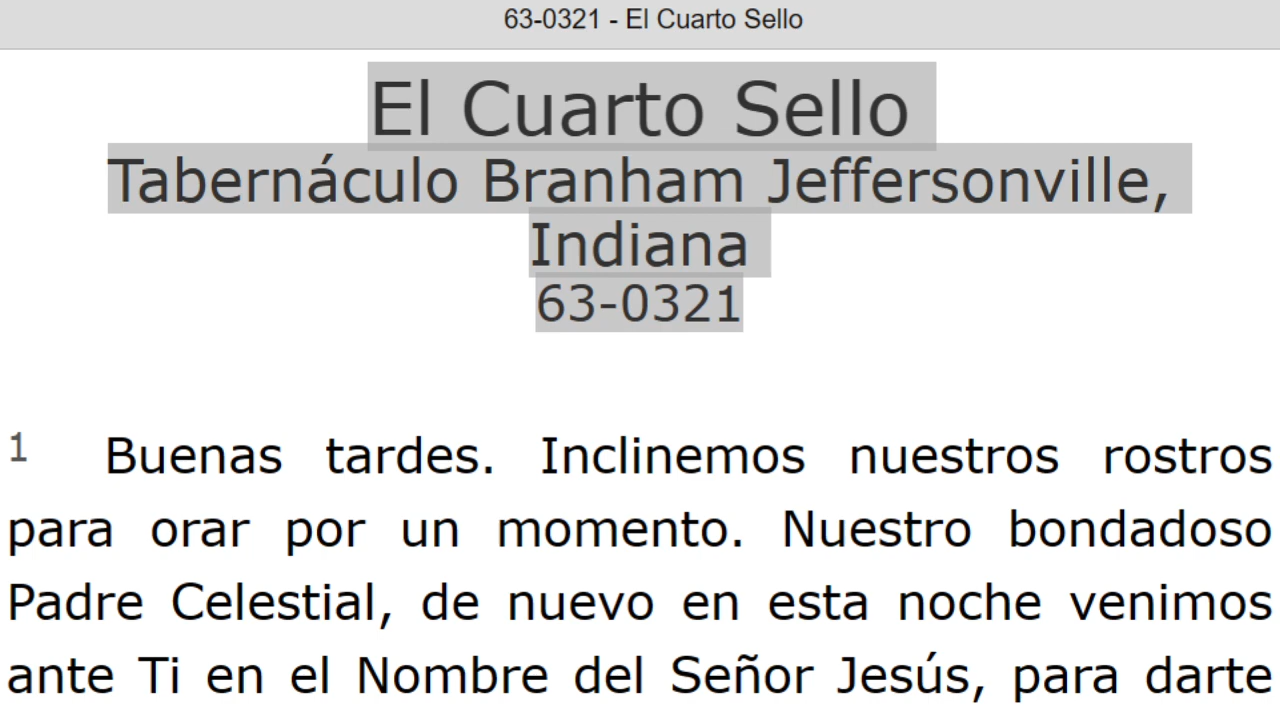 63-0321 - El Cuarto Sello
El Cuarto Sello
Tabernáculo Branham Jeffersonville,
Indiana
63-0321
1 Buenas tardes. Inclinemos nuestros rostros
para orar por un momento. Nuestro bondadoso
Padre Celestial, de nuevo en esta noche venimos
ante Ti en el Nombre del Señor Jesús, para darte